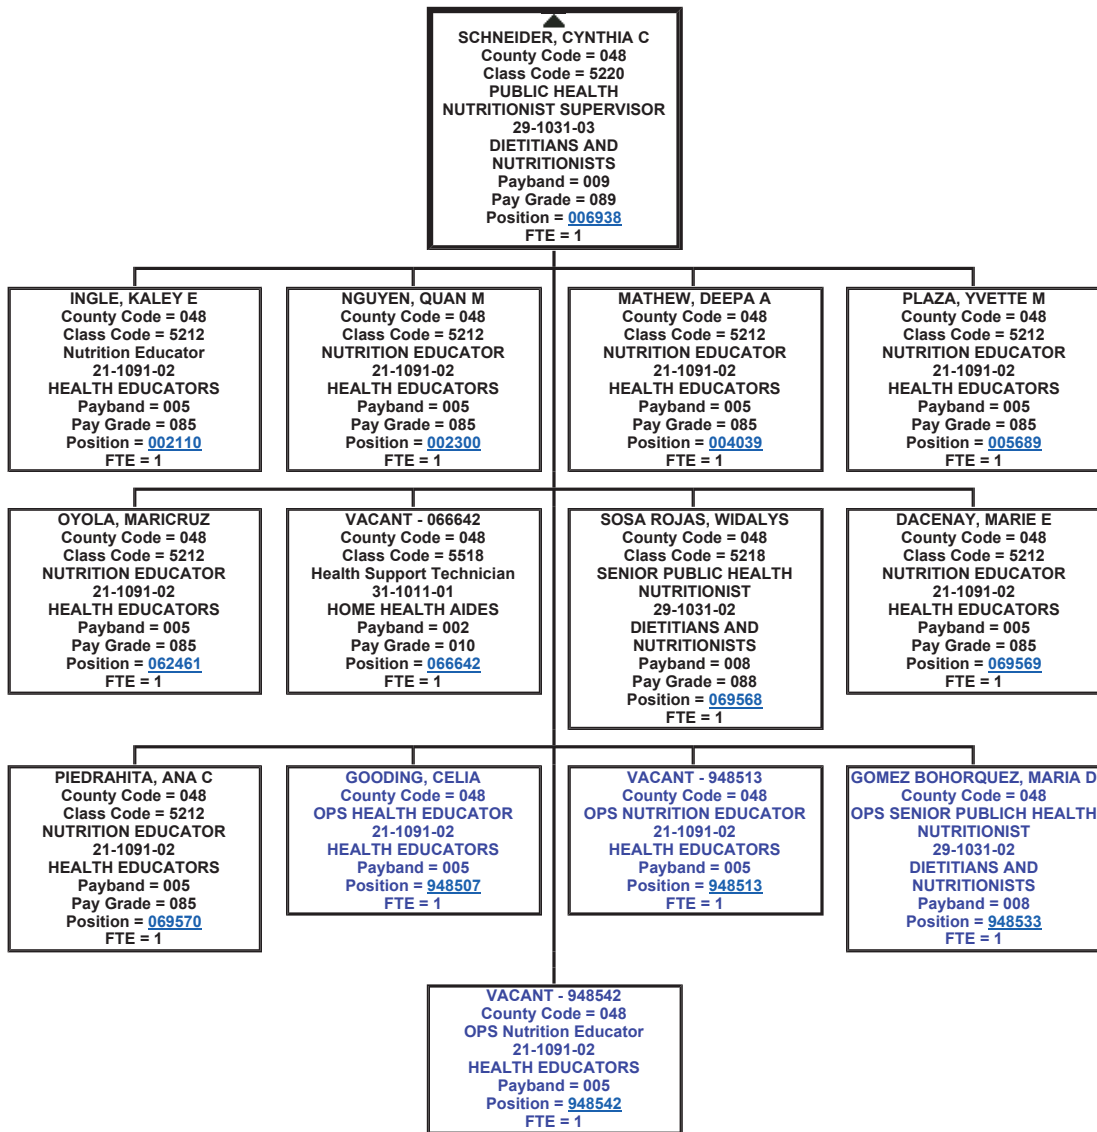 SCHNEIDER, CYNTHIA C
County Code = 048
Class Code = 5220
PUBLIC HEALTH
NUTRITIONIST SUPERVISOR
29-1031-03
DIETITIANS AND
NUTRITIONISTS
Payband = 009
Pay Grade = 089
Position = 006938
FTE = 1
INGLE, KALEY E
County Code = 048
Class Code = 5212
Nutrition Educator
21-1091-02
HEALTH EDUCATORS
Payband = 005
Pay Grade = 085
Position = 002110
FTE = 1
NGUYEN, QUAN M
County Code = 048
Class Code = 5212
NUTRITION EDUCATOR
21-1091-02
HEALTH EDUCATORS
Payband = 005
Pay Grade = 085
Position = 002300
FTE = 1
MATHEW, DEEPA A
County Code = 048
Class Code = 5212
NUTRITION EDUCATOR
21-1091-02
HEALTH EDUCATORS
Payband = 005
Pay Grade = 085
Position = 004039
FTE = 1
PLAZA, YVETTE M
County Code = 048
Class Code = 5212
NUTRITION EDUCATOR
21-1091-02
HEALTH EDUCATORS
Payband = 005
Pay Grade = 085
Position = 005689
FTE = 1
OYOLA, MARICRUZ
County Code = 048
Class Code = 5212
NUTRITION EDUCATOR
21-1091-02
HEALTH EDUCATORS
Payband = 005
Pay Grade = 085
Position = 062461
FTE = 1
VACANT - 066642
County Code = 048
Class Code = 5518
Health Support Technician
31-1011-01
HOME HEALTH AIDES
Payband = 002
Pay Grade = 010
Position = 066642
FTE = 1
SOSA ROJAS, WIDALYS
County Code = 048
Class Code = 5218
SENIOR PUBLIC HEALTH
NUTRITIONIST
29-1031-02
DIETITIANS AND
NUTRITIONISTS
Payband = 008
Pay Grade = 088
Position = 069568
FTE = 1
DACENAY, MARIE E
County Code = 048
Class Code = 5212
NUTRITION EDUCATOR
21-1091-02
HEALTH EDUCATORS
Payband = 005
Pay Grade = 085
Position = 069569
FTE = 1
PIEDRAHITA, ANA C
County Code = 048
Class Code = 5212
NUTRITION EDUCATOR
21-1091-02
HEALTH EDUCATORS
Payband = 005
Pay Grade = 085
Position = 069570
FTE = 1
GOODING, CELIA
County Code = 048
OPS HEALTH EDUCATOR
21-1091-02
HEALTH EDUCATORS
Payband = 005
Position = 948507
FTE = 1
VACANT - 948513
County Code = 048
OPS NUTRITION EDUCATOR
21-1091-02
HEALTH EDUCATORS
Payband = 005
Position = 948513
FTE = 1
GOMEZ BOHORQUEZ, MARIA D
County Code = 048
OPS SENIOR PUBLICH HEALTH
NUTRITIONIST
29-1031-02
DIETITIANS AND
NUTRITIONISTS
Payband = 008
Position = 948533
FTE = 1
VACANT - 948542
County Code = 048
OPS Nutrition Educator
21-1091-02
HEALTH EDUCATORS
Payband = 005
Position = 948542
FTE = 1